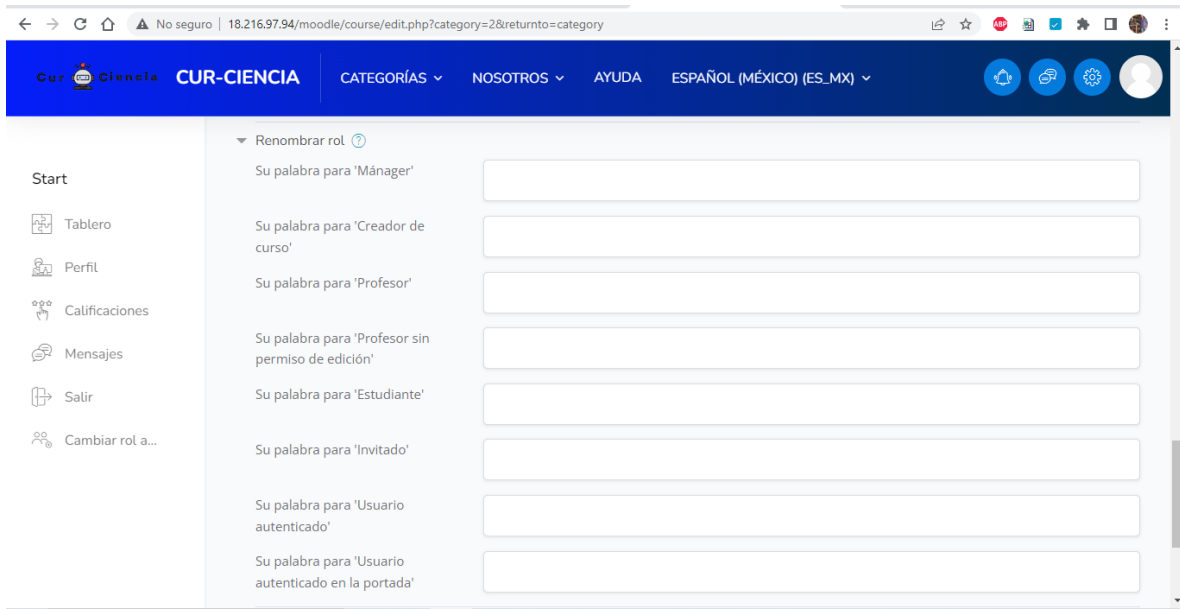 No seguro | 18.216.97.94/moodle/course/edit.php?category=2&returnto=category
ABP
Cur Ciencia CUR-CIENCIA CATEGORÍAS NOSOTROS AYUDA ESPAÑOL (MÉXICO) (ES_MX)
Start
Tablero
Perfil
Calificaciones
Mensajes
Salir
Cambiar rol a...
Renombrar rol
Su palabra para 'Mánager'
Su palabra para 'Creador de
curso'
Su palabra para 'Profesor'
Su palabra para 'Profesor sin
permiso de edición'
Su palabra para 'Estudiante'
Su palabra para 'Invitado'
Su palabra para 'Usuario
autenticado'
Su palabra para 'Usuario
autenticado en la portada'